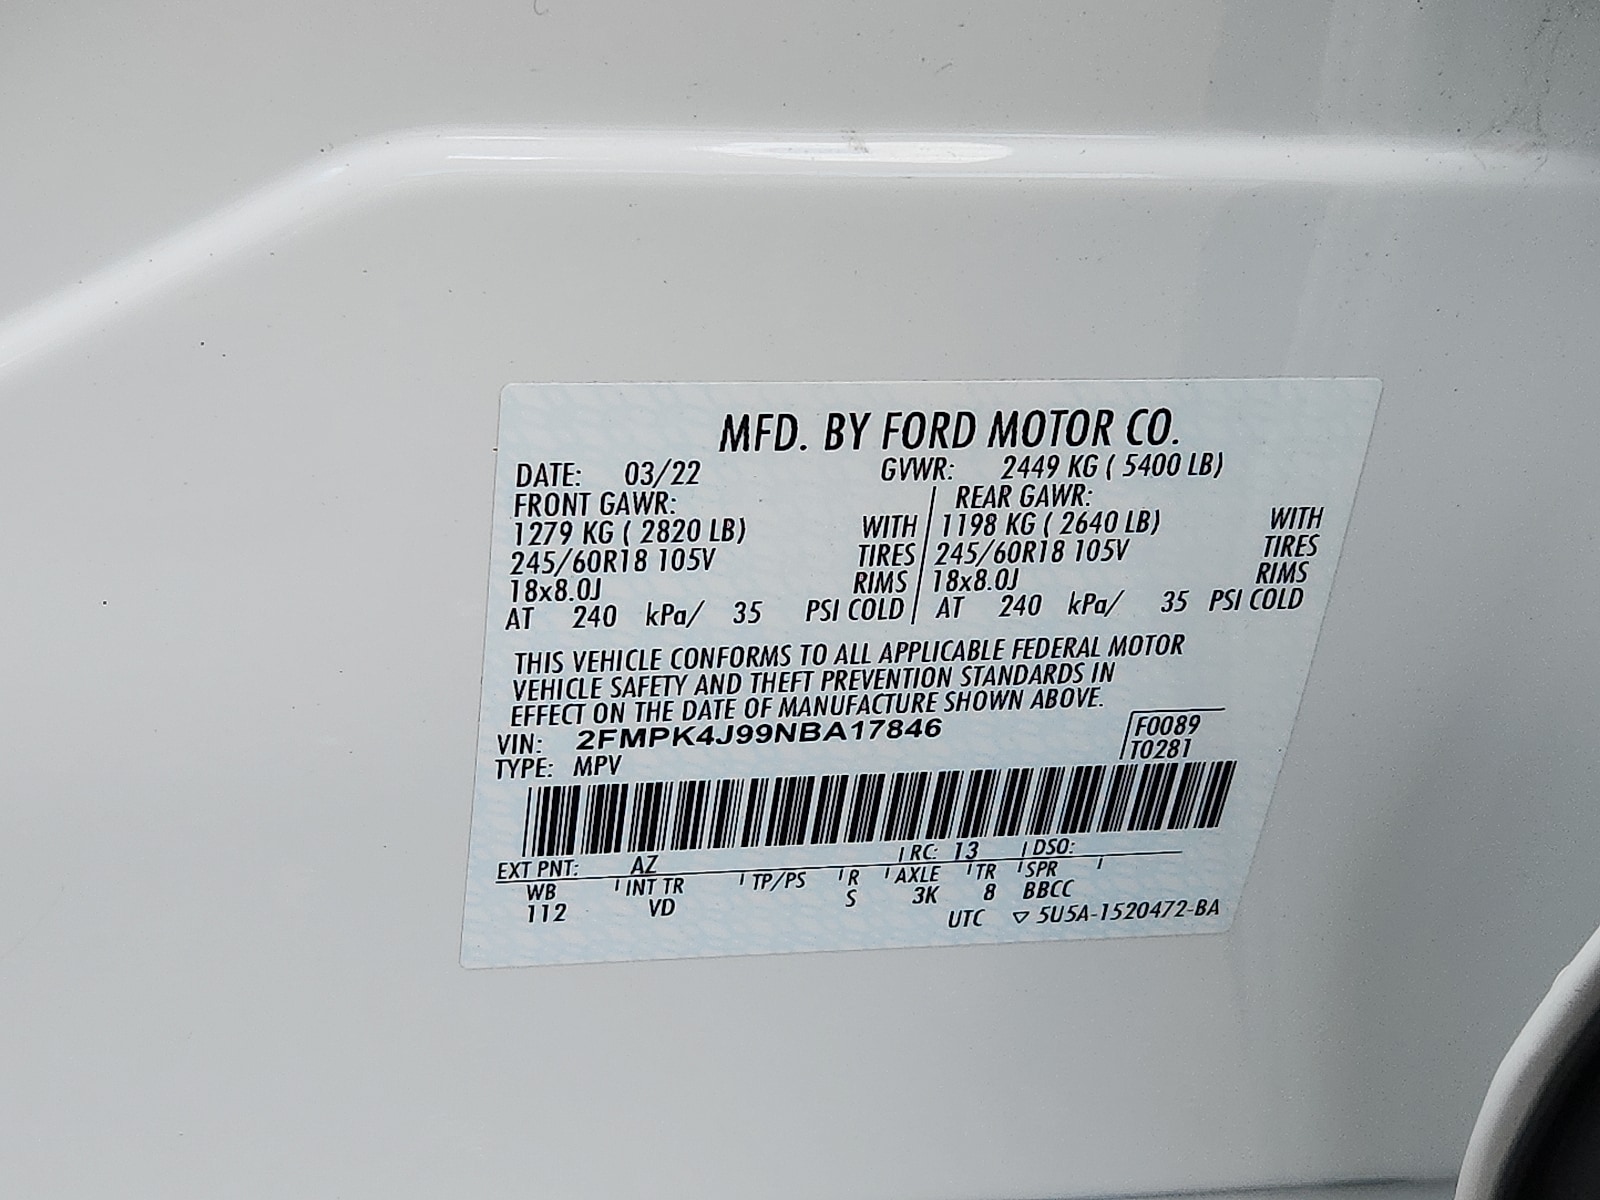 MFD. BY FORD MOTOR CO.
DATE: 03/22 GVWR: 2449 KG ( 5400 LB)
FRONT GAWR: REAR GAWR:
1279 KG ( 2820 LB) WITH 1198 KG ( 2640 LB) WITH
245/60R18 105V TIRES 245/60R18 105V TIRES
18x8.0J RIMS 18x8.0J RIMS
AT 240 kPa/ 35 PSI COLD AT 240 kPa/ 35 PSI COLD
THIS VEHICLE CONFORMS TO ALL APPLICABLE FEDERAL MOTOR
VEHICLE SAFETY AND THEFT PREVENTION STANDARDS IN
EFFECT ON THE DATE OF MANUFACTURE SHOWN ABOVE.
VIN: 2FMPK4J99NBA17846 F0089
TYPE: MPV T0281
EXT PNT: AZ RC: 13 DSO:
WB INT TR TP/PS R AXLE TR SPR
112 VD S 3K 8 BBCC
UTC ▽ 5U5A-1520472-BA